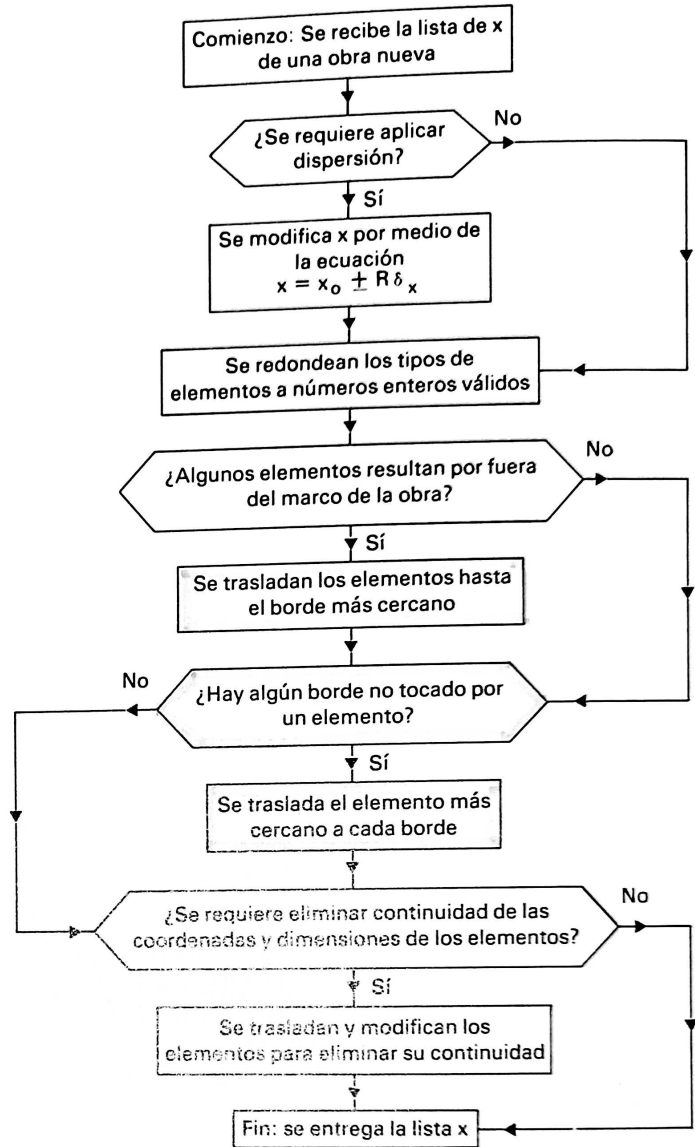 Comienzo: Se recibe la lista de x
de una obra nueva
¿Se requiere aplicar
dispersión?
No
Sí
Se modifica x por medio de
la ecuación
x = x₀ ± Rδₓ
Se redondean los tipos de
elementos a números enteros válidos
¿Algunos elementos resultan por fuera
del marco de la obra?
No
Sí
Se trasladan los elementos hasta
el borde más cercano
No
¿Hay algún borde no tocado por
un elemento?
Sí
Se traslada el elemento más
cercano a cada borde
¿Se requiere eliminar continuidad de las
coordenadas y dimensiones de los elementos?
No
Sí
Se trasladan y modifican los
elementos para eliminar su continuidad
Fin: se entrega la lista x